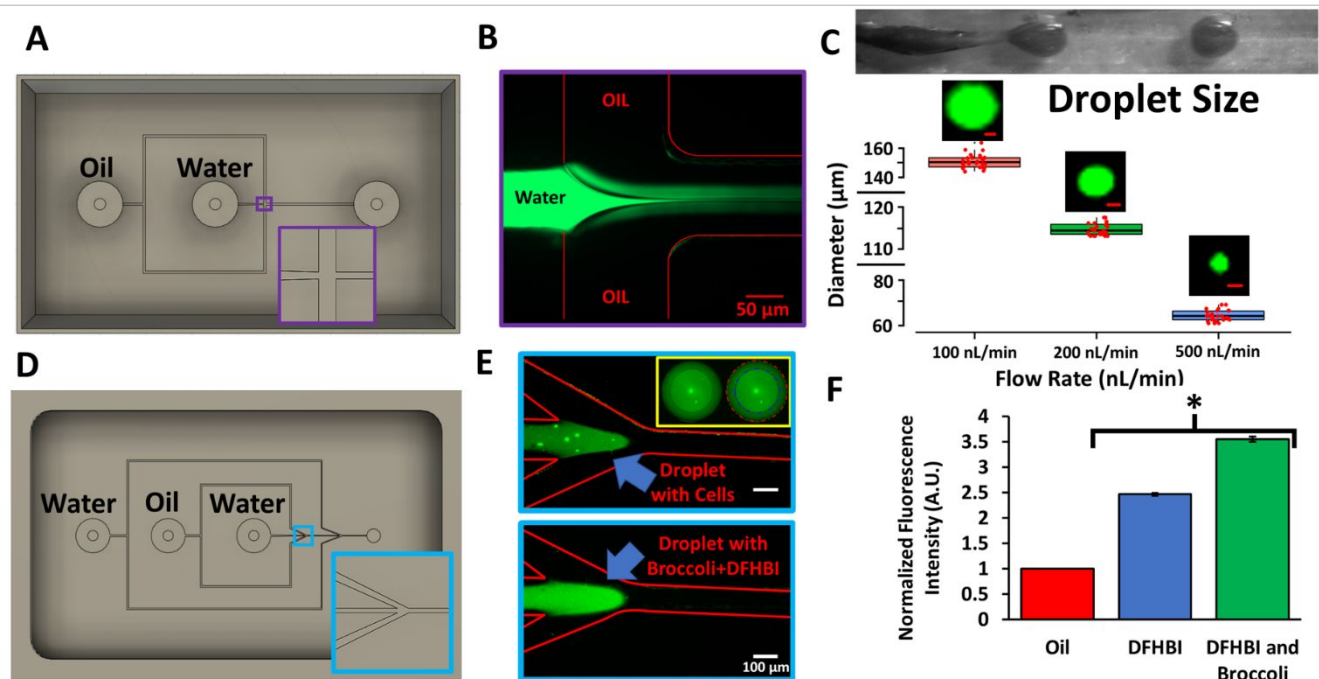 A
Oil
Water
B
OIL
Water
OIL
50 µm
C
Droplet Size
Diameter (µm)
160
140
120
110
80
60
100 nL/min
200 nL/min
500 nL/min
Flow Rate (nL/min)
D
Water
Oil
Water
E
Droplet
with Cells
Droplet with
Broccoli+DFHBI
100 µm
F
*
Normalized Fluorescence
Intensity (A.U.)
4
3.5
3
2.5
2
1
0.5
0
Oil
DFHBI
DFHBI and
Broccoli